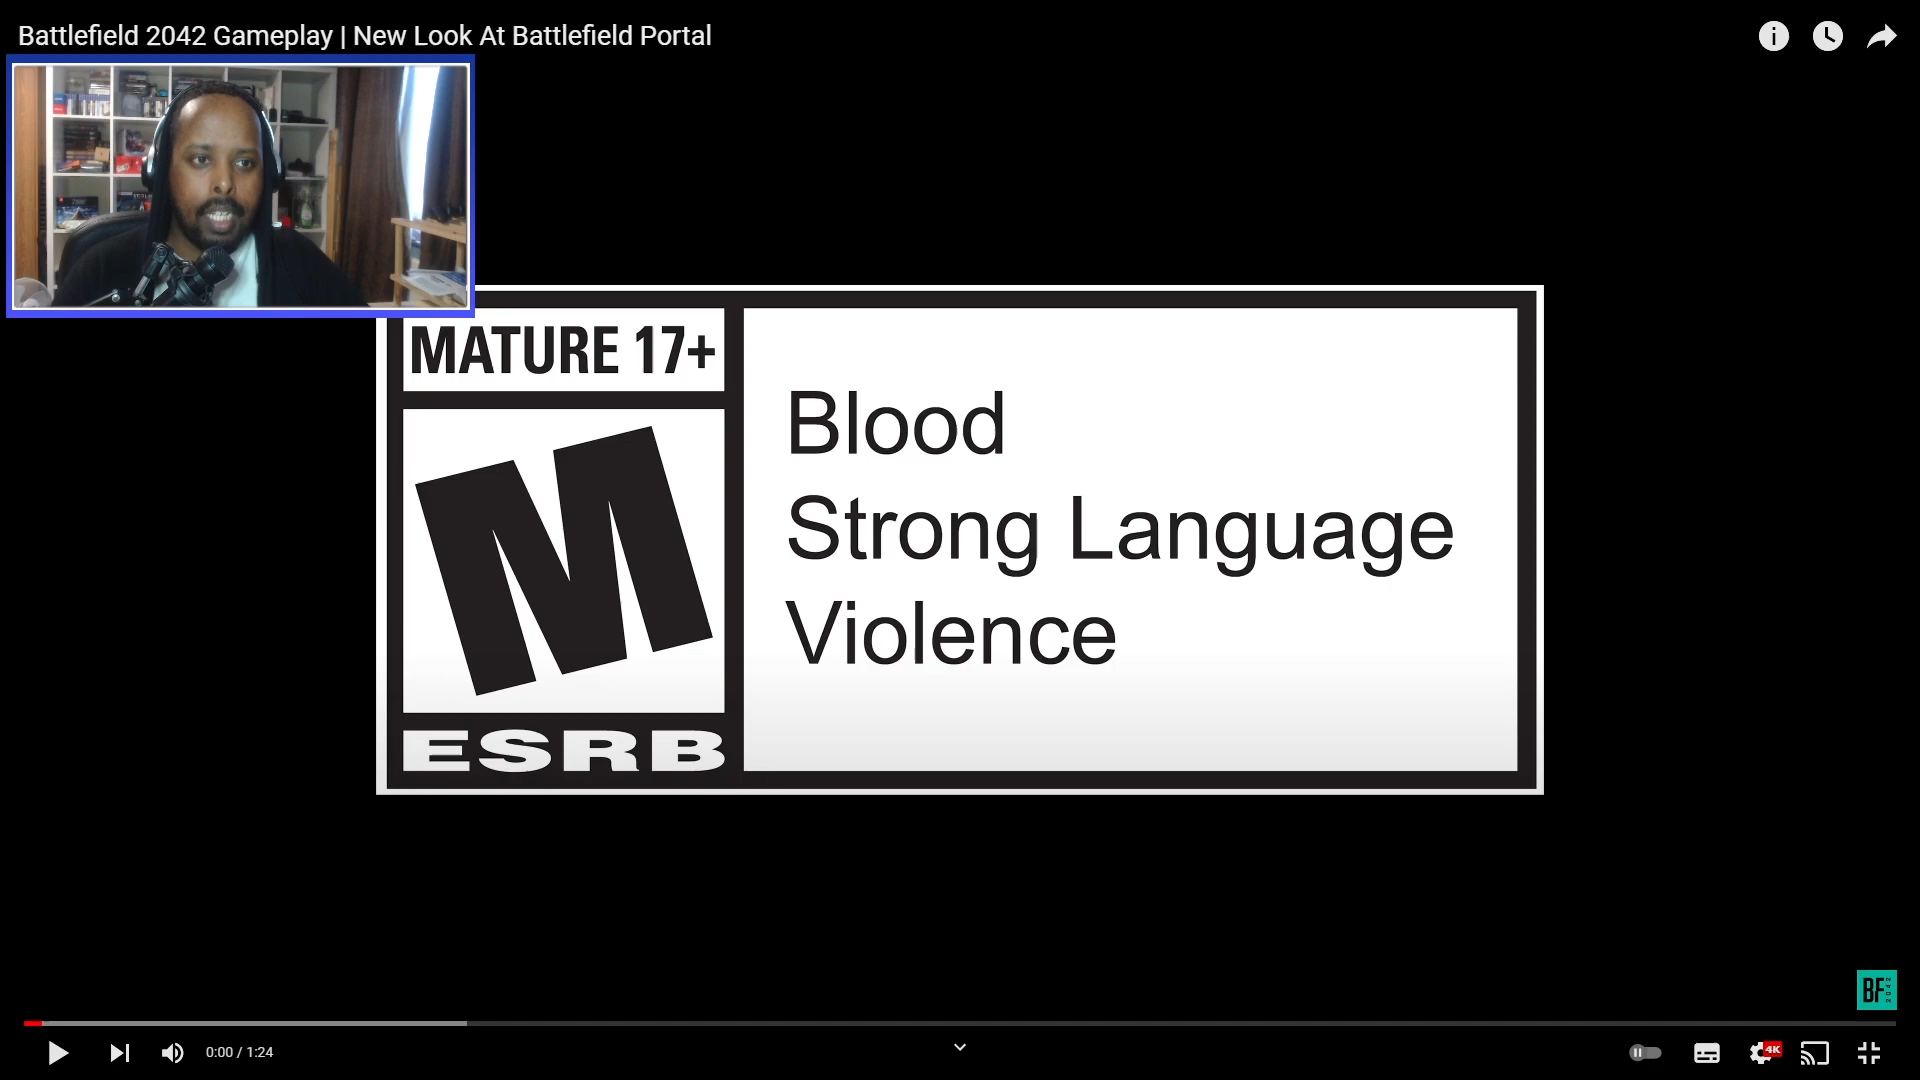 Battlefield 2042 Gameplay | New Look At Battlefield Portal
MATURE 17+
M
ESRB
Blood
Strong Language
Violence
BF
2042
0:00 / 1:24
4K